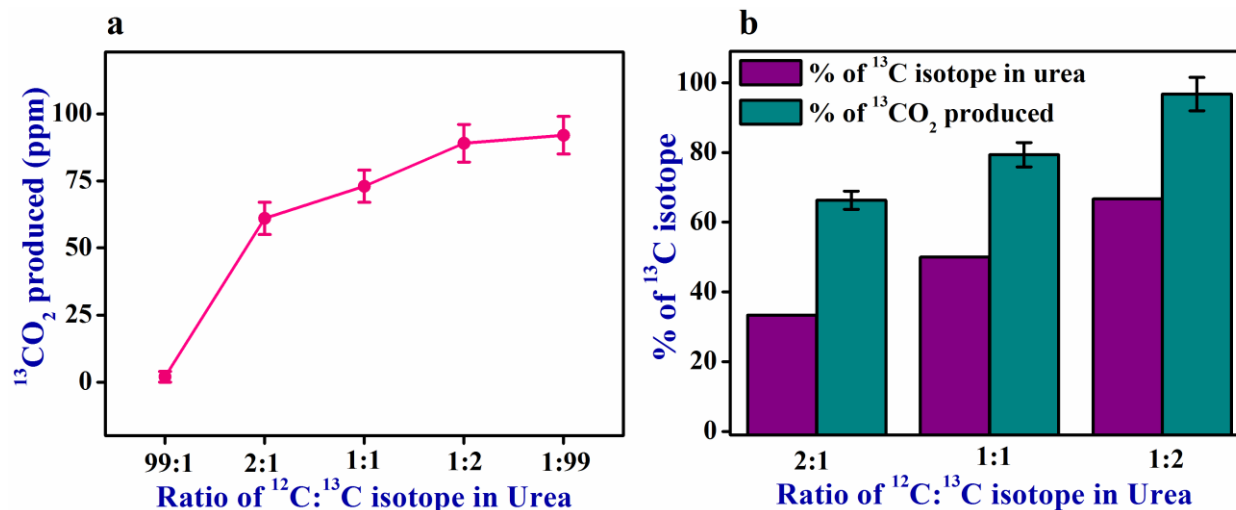 a
¹³CO₂ produced (ppm)
100
75
50
25
0
99:1 2:1 1:1 1:2 1:99
Ratio of ¹²C:¹³C isotope in Urea
b
% of ¹³C isotope in urea
% of ¹³CO₂ produced
% of ¹³C isotope
100
80
60
40
20
0
2:1 1:1 1:2
Ratio of ¹²C:¹³C isotope in Urea